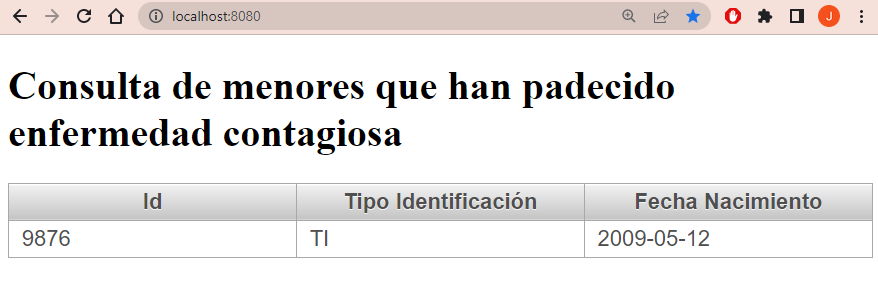 localhost:8080
J
Consulta de menores que han padecido
enfermedad contagiosa
Id Tipo Identificación Fecha Nacimiento
9876 TI 2009-05-12